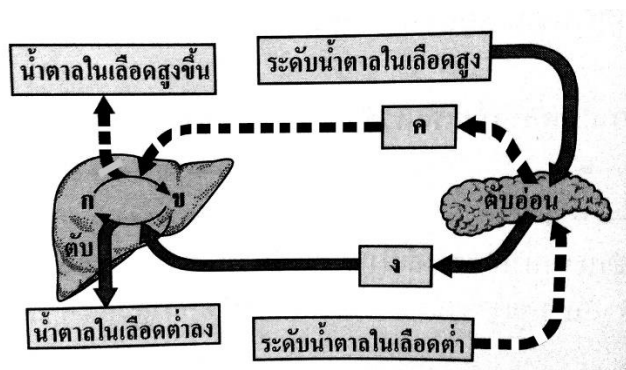 น้ำตาลในเลือดสูงขึ้น
ระดับน้ำตาลในเลือดสูง
ค
ก
ข
ตับอ่อน
ตับ
ง
น้ำตาลในเลือดต่ำลง
ระดับน้ำตาลในเลือดต่ำ